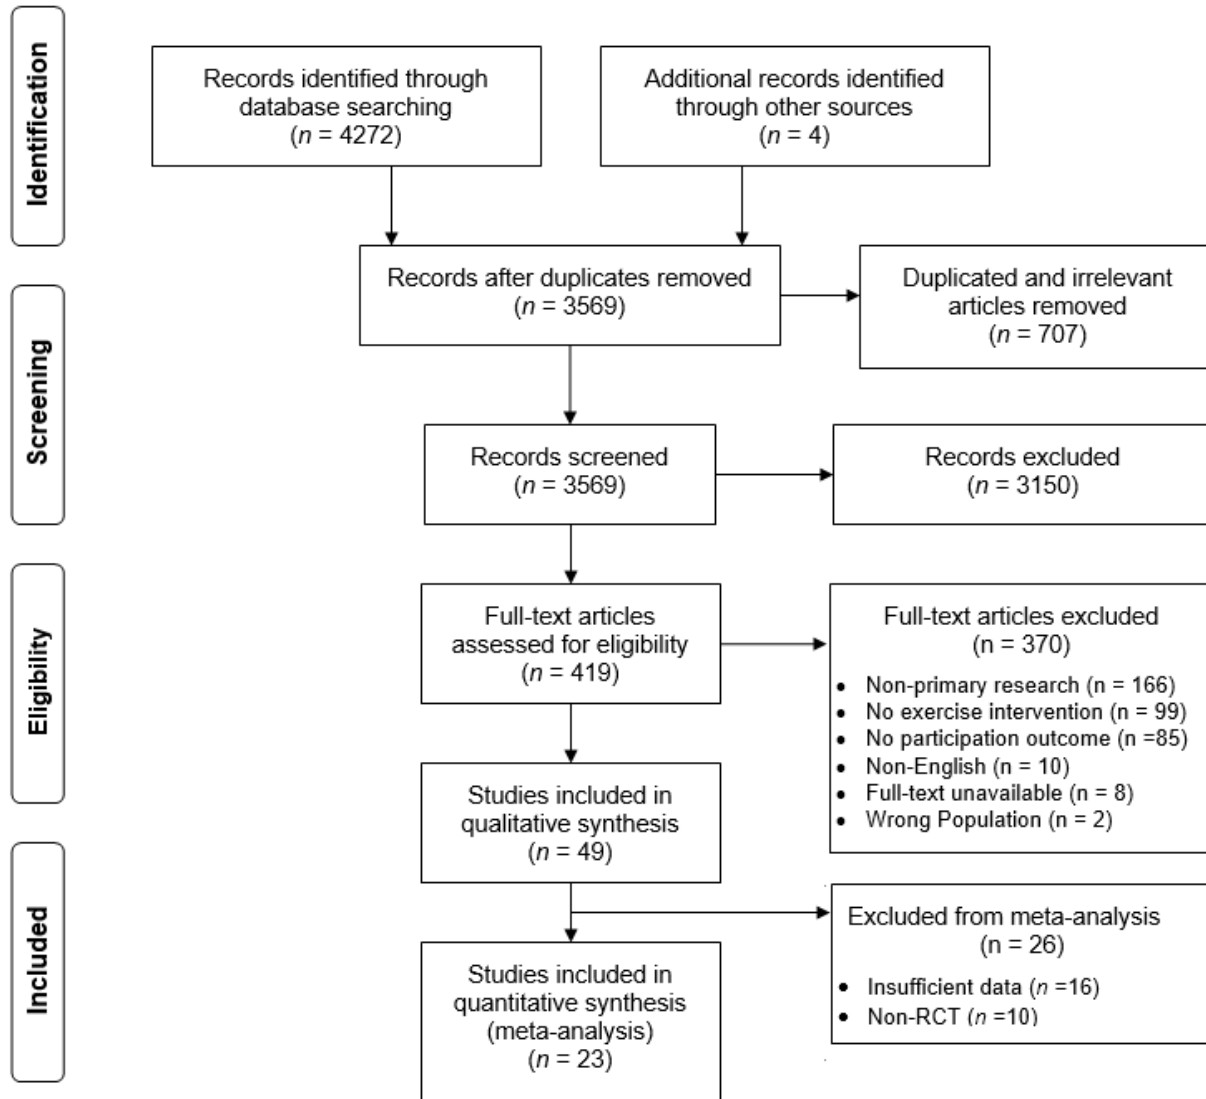 Identification
Records identified through
database searching
(n = 4272)
Additional records identified
through other sources
(n = 4)
Records after duplicates removed
(n = 3569)
Duplicated and irrelevant
articles removed
(n = 707)
Screening
Records screened
(n = 3569)
Records excluded
(n = 3150)
Eligibility
Full-text articles
assessed for eligibility
(n = 419)
Full-text articles excluded
(n = 370)
• Non-primary research (n = 166)
• No exercise intervention (n = 99)
• No participation outcome (n =85)
• Non-English (n = 10)
• Full-text unavailable (n = 8)
• Wrong Population (n = 2)
Studies included in
qualitative synthesis
(n = 49)
Included
Excluded from meta-analysis
(n = 26)
• Insufficient data (n =16)
• Non-RCT (n =10)
Studies included in
quantitative synthesis
(meta-analysis)
(n = 23)